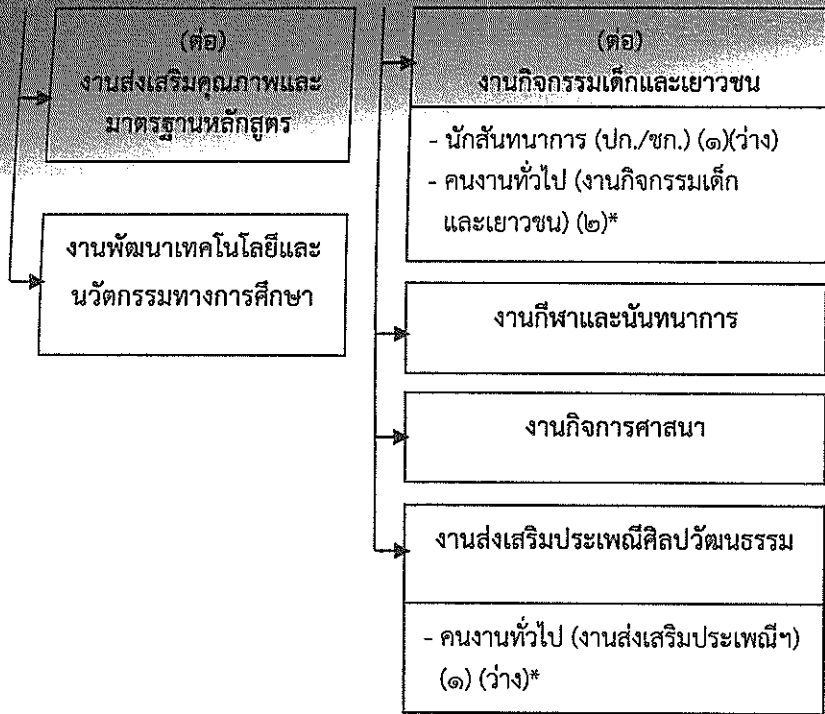 (ต่อ)
งานส่งเสริมคุณภาพและ
มาตรฐานหลักสูตร
งานพัฒนาเทคโนโลยีและ
นวัตกรรมทางการศึกษา
(ต่อ)
งานกิจกรรมเด็กและเยาวชน
- นักสันทนาการ (ปก./ชก.) (๑)(ว่าง)
- คนงานทั่วไป (งานกิจกรรมเด็ก
และเยาวชน) (๒)*
งานกีฬาและนันทนาการ
งานกิจการศาสนา
งานส่งเสริมประเพณีศิลปวัฒนธรรม
- คนงานทั่วไป (งานส่งเสริมประเพณีฯ)
(๑) (ว่าง)*